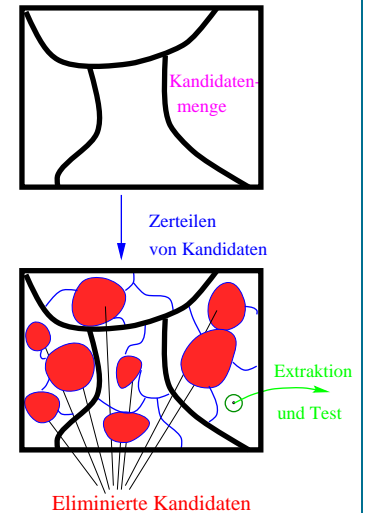 Kandidaten-
menge
Zerteilen
von Kandidaten
Extraktion
und Test
Eliminierte Kandidaten